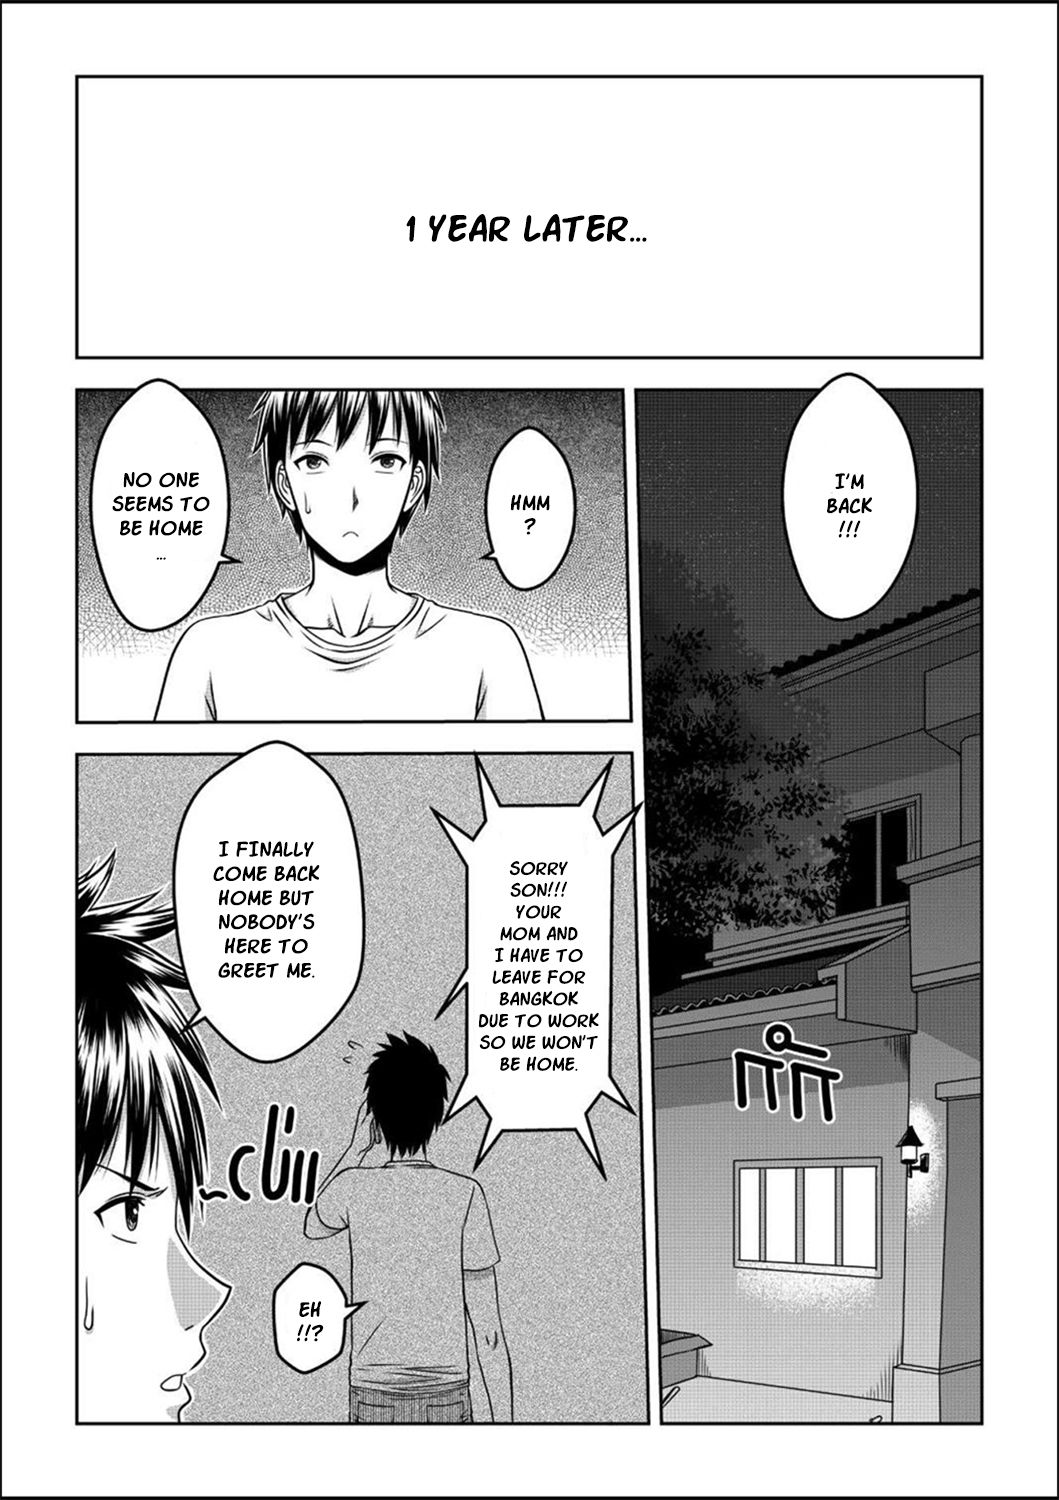 1 YEAR LATER...
I'M
BACK
!!!
HMM
?
NO ONE
SEEMS TO
BE HOME
...
SORRY
SON!!!
YOUR
MOM AND
I HAVE TO
LEAVE FOR
BANGKOK
DUE TO WORK
SO WE WON'T
BE HOME.
I FINALLY
COME BACK
HOME BUT
NOBODY'S
HERE TO
GREET ME.
EH
!!?